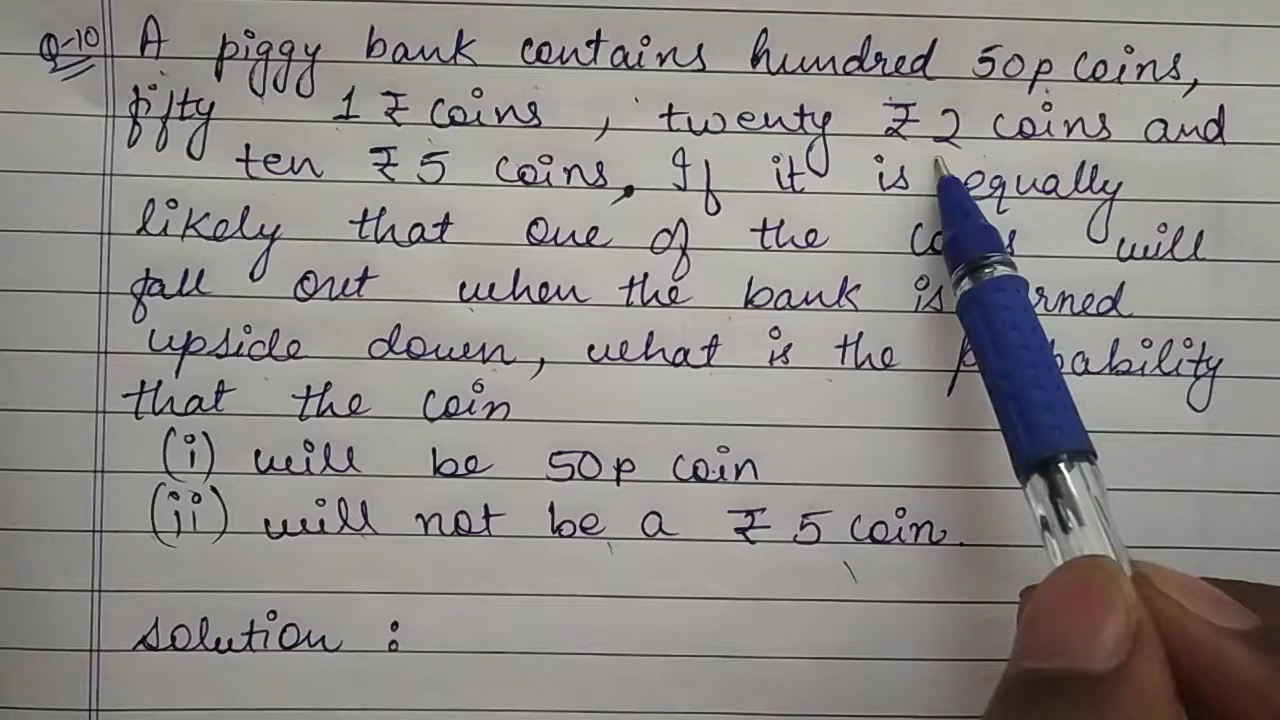 Q-10 A piggy bank contains hundred 50p coins,
fifty 1 ₹ coins, twenty ₹ 2 coins and
ten ₹ 5 coins. If it is equally
likely that one of the will
fall out when the bank is
upside down, what is the
that the coin
(i) will be 50p coin
(ii) will not be a ₹ 5 coin.
solution :